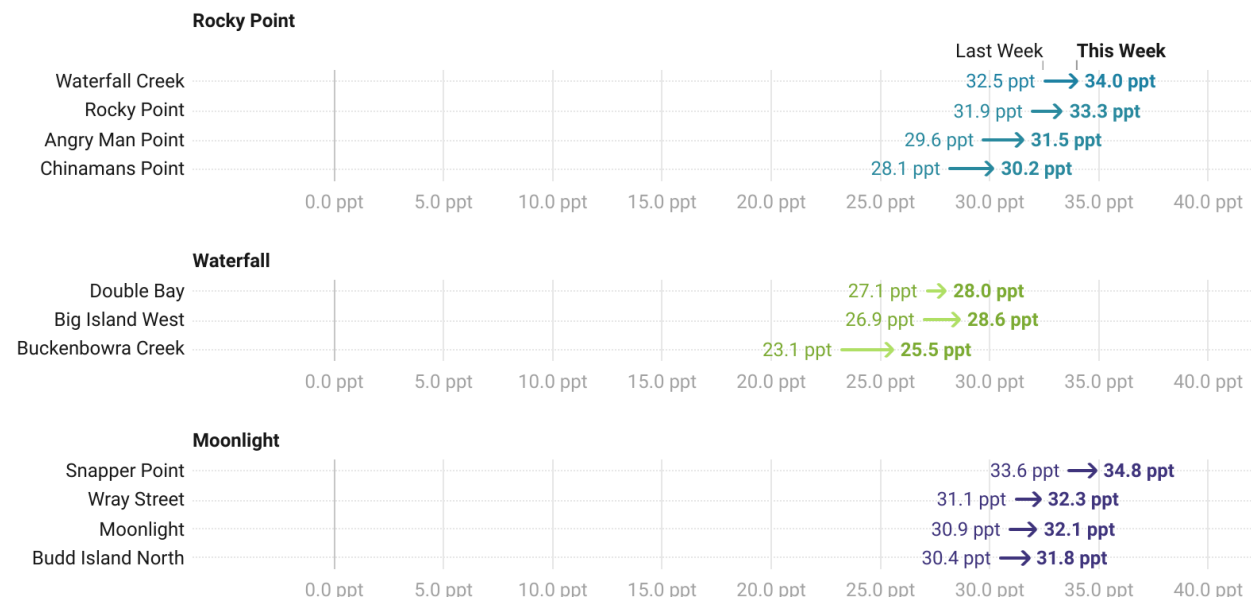 Rocky Point
Last Week This Week
Waterfall Creek 32.5 ppt 34.0 ppt
Rocky Point 31.9 ppt 33.3 ppt
Angry Man Point 29.6 ppt 31.5 ppt
Chinamans Point 28.1 ppt 30.2 ppt
0.0 ppt 5.0 ppt 10.0 ppt 15.0 ppt 20.0 ppt 25.0 ppt 30.0 ppt 35.0 ppt 40.0 ppt
Waterfall
Double Bay 27.1 ppt 28.0 ppt
Big Island West 26.9 ppt 28.6 ppt
Buckenbowra Creek 23.1 ppt 25.5 ppt
0.0 ppt 5.0 ppt 10.0 ppt 15.0 ppt 20.0 ppt 25.0 ppt 30.0 ppt 35.0 ppt 40.0 ppt
Moonlight
Snapper Point 33.6 ppt 34.8 ppt
Wray Street 31.1 ppt 32.3 ppt
Moonlight 30.9 ppt 32.1 ppt
Budd Island North 30.4 ppt 31.8 ppt
0.0 ppt 5.0 ppt 10.0 ppt 15.0 ppt 20.0 ppt 25.0 ppt 30.0 ppt 35.0 ppt 40.0 ppt